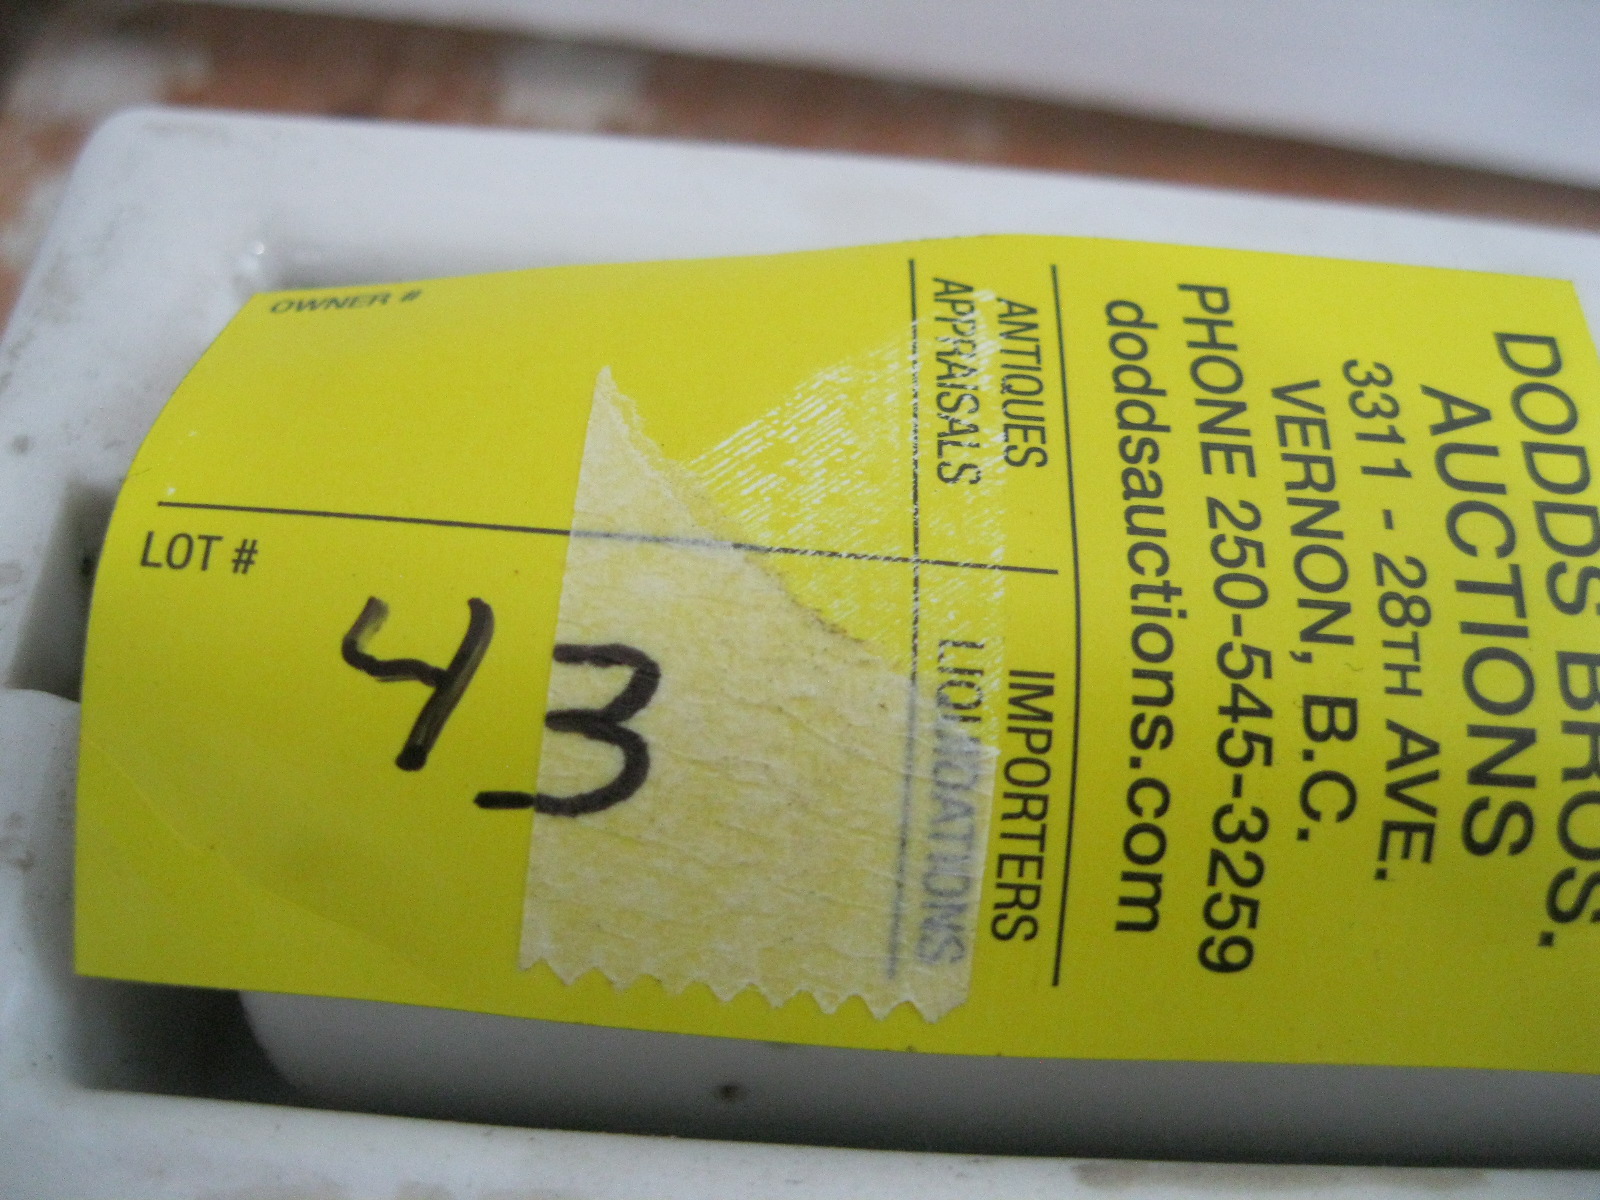 DODDS BROS.
AUCTIONS
3311 - 28TH AVE.
VERNON, B.C.
PHONE 250-545-3259
doddsauctions.com
ANTIQUES IMPORTERS
APPRAISALS LIQUIDATIONS
OWNER #
LOT #
43